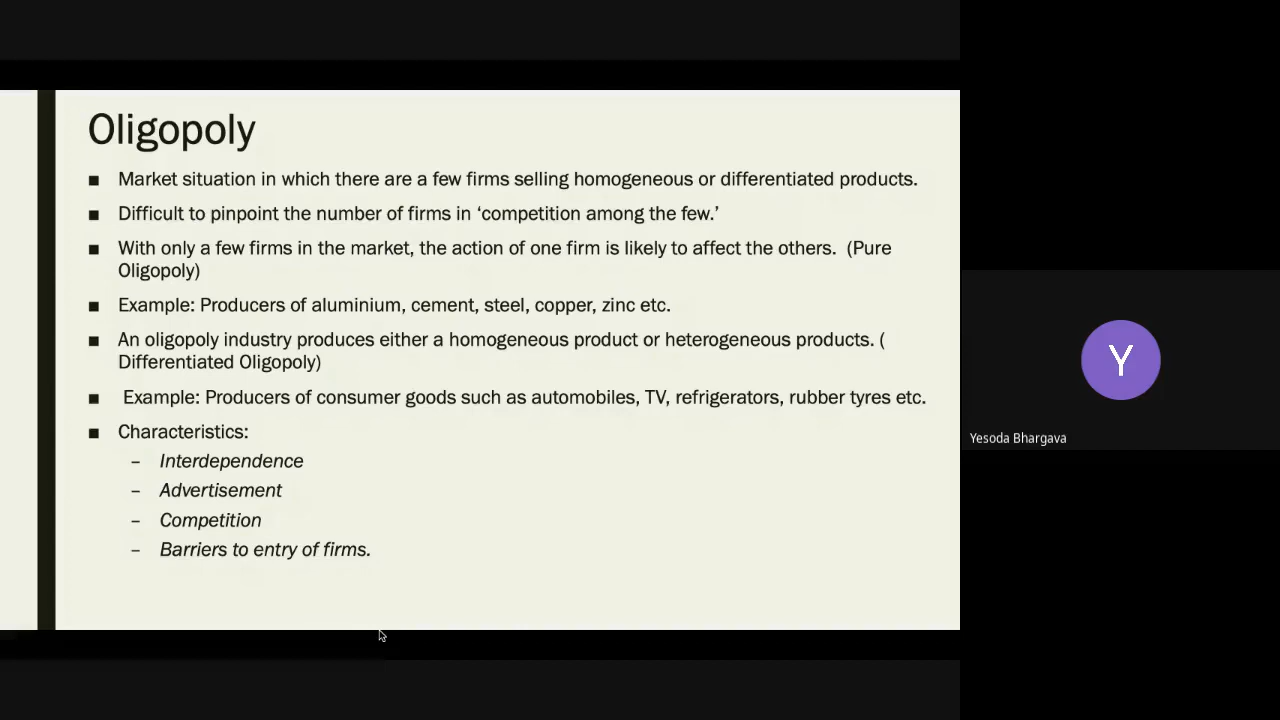 Oligopoly
■ Market situation in which there are a few firms selling homogeneous or differentiated products.
■ Difficult to pinpoint the number of firms in ‘competition among the few.’
■ With only a few firms in the market, the action of one firm is likely to affect the others.  (Pure
Oligopoly)
■ Example: Producers of aluminium, cement, steel, copper, zinc etc.
■ An oligopoly industry produces either a homogeneous product or heterogeneous products. (
Differentiated Oligopoly)
■ Example: Producers of consumer goods such as automobiles, TV, refrigerators, rubber tyres etc.
■ Characteristics:
– Interdependence
– Advertisement
– Competition
– Barriers to entry of firms.
Y
Yesoda Bhargava